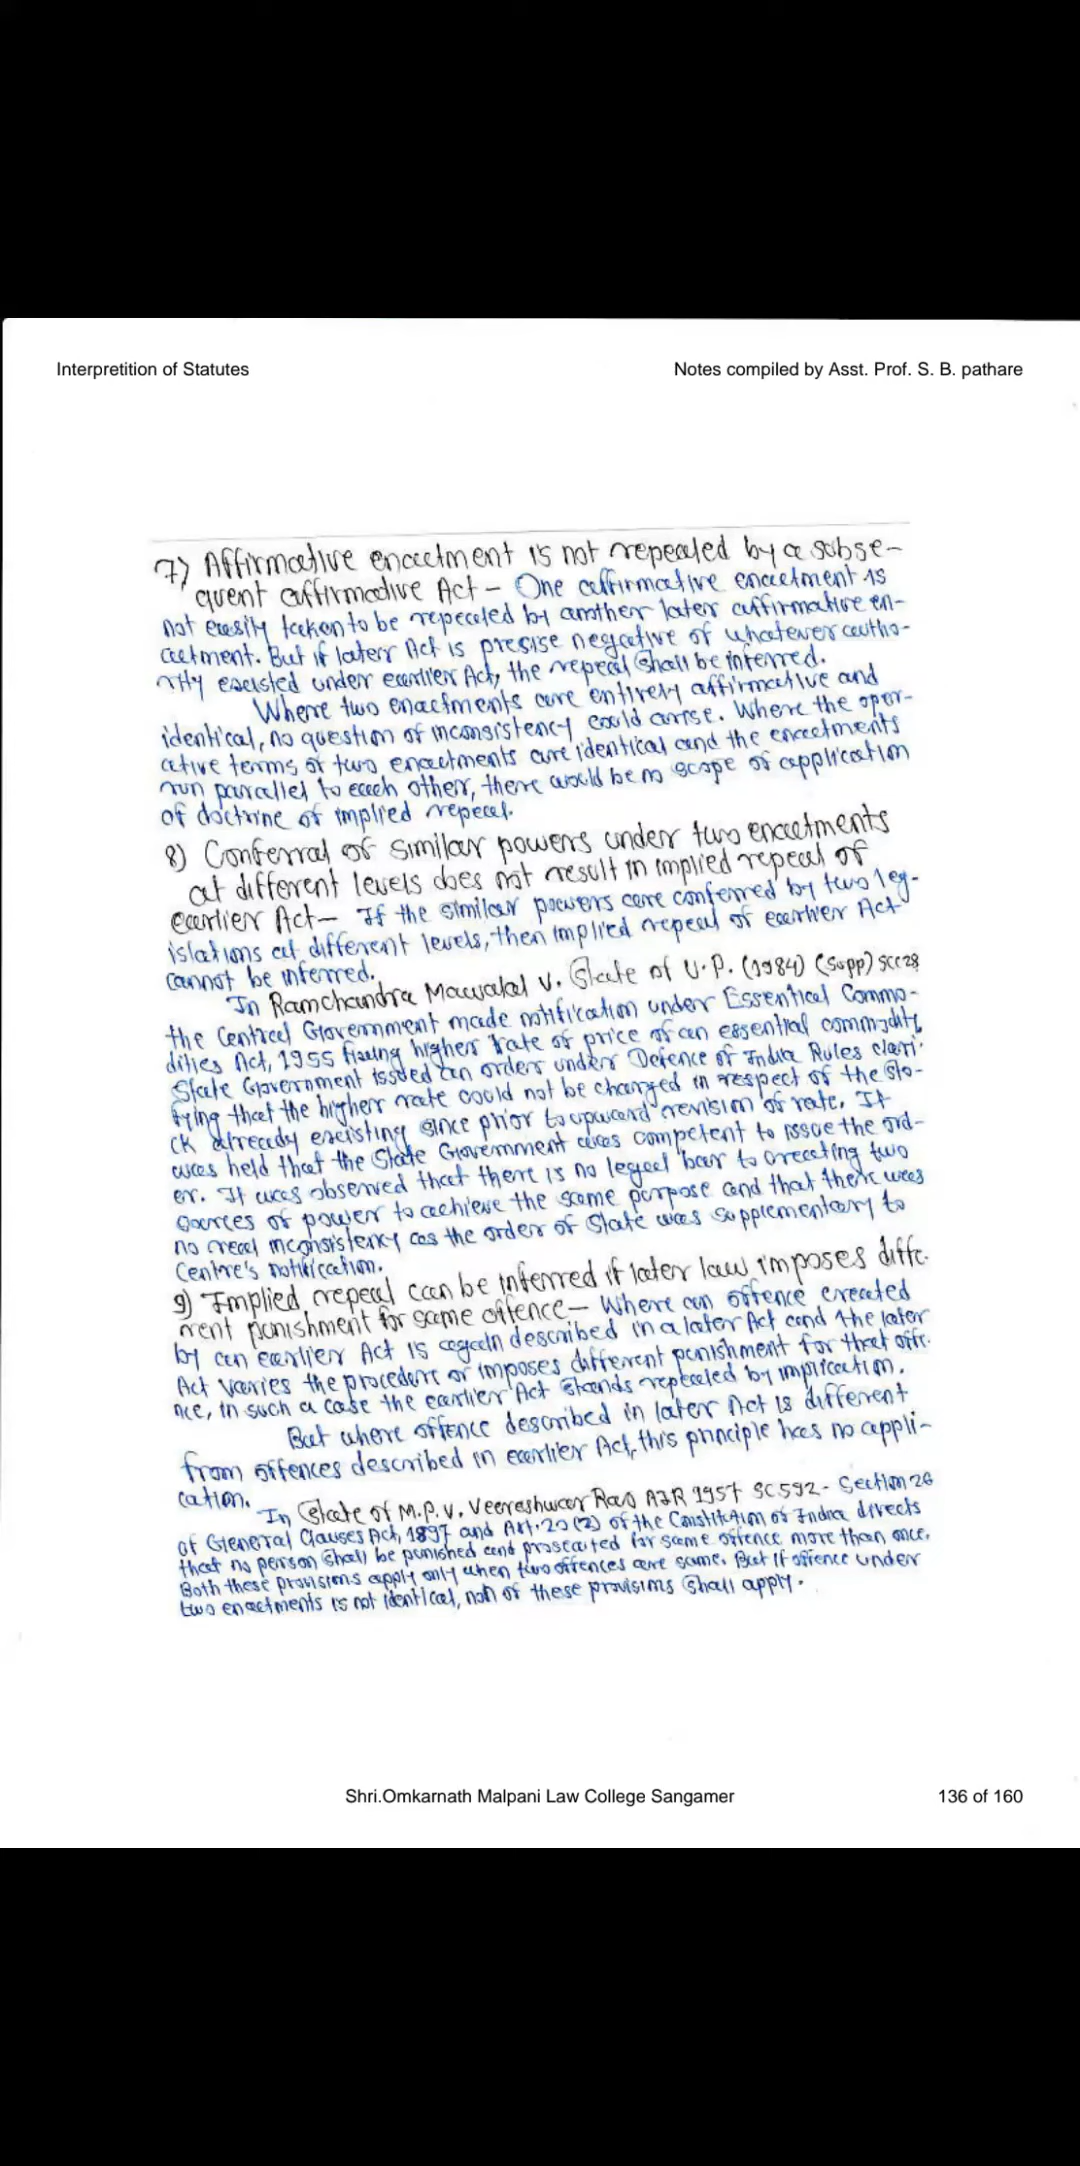 Interpretition of Statutes
Notes compiled by Asst. Prof. S. B. pathare
7) Affirmative enactment is not repealed by a subse-
quent affirmative Act - One affirmative enactment is
not easily taken to be repealed by another later affirmative en-
actment. But if later Act is presise negative of whatever autho-
rity existed under earlier Act, the repeal shall be inferred.
Where two enactments are entirely affirmative and
identical, no question of inconsistency could arise. Where the oper-
ative terms of two enactments are identical and the enactments
run parallel to each other, there would be no scope of application
of doctrine of implied repeal.
8) Conferral of similar powers under two enactments
at different levels does not result in implied repeal of
earlier Act - If the similar powers are conferred by two leg-
islations at different levels, then implied repeal of earlier Act
cannot be inferred.
In Ramchandra Mawalal v. State of U.P. (1984) (Supp) SCC 28
the Central Government made notification under Essential Commo-
dities Act, 1955 fixing higher rate of price of an essential commodity,
State Government issued an orders under Defence of India Rules clari-
fying that the higher rate could not be changed in respect of the sto-
ck already existing since prior to upward revision of rate. It
was held that the State Government was competent to issue the ord-
er. It was observed that there is no legal bar to creating two
sources of power to achieve the same purpose and that there was
no real inconsistency as the order of State was supplementary to
Centre's notification.
9) Implied repeal can be inferred if later law imposes diffe-
rent punishment for same offence - Where an offence created
by an earlier Act is again described in a later Act and the later
Act varies the procedure or imposes different punishment for that offe-
nce, in such a case the earlier Act stands repealed by implication.
But where offence described in later Act is different
from offences described in earlier Act, this principle has no appli-
cation.
In State of M.P. v. Veereshwar Rao AIR 1957 SC 592 - Section 26
of General Clauses Act, 1897 and Art. 20 (2) of the Constitution of India directs
that no person shall be punished and prosecuted for same offence more than once.
Both these provisions apply only when two offences are same. But if offence under
two enactments is not identical, non of these provisions shall apply.
Shri.Omkarnath Malpani Law College Sangamer
136 of 160